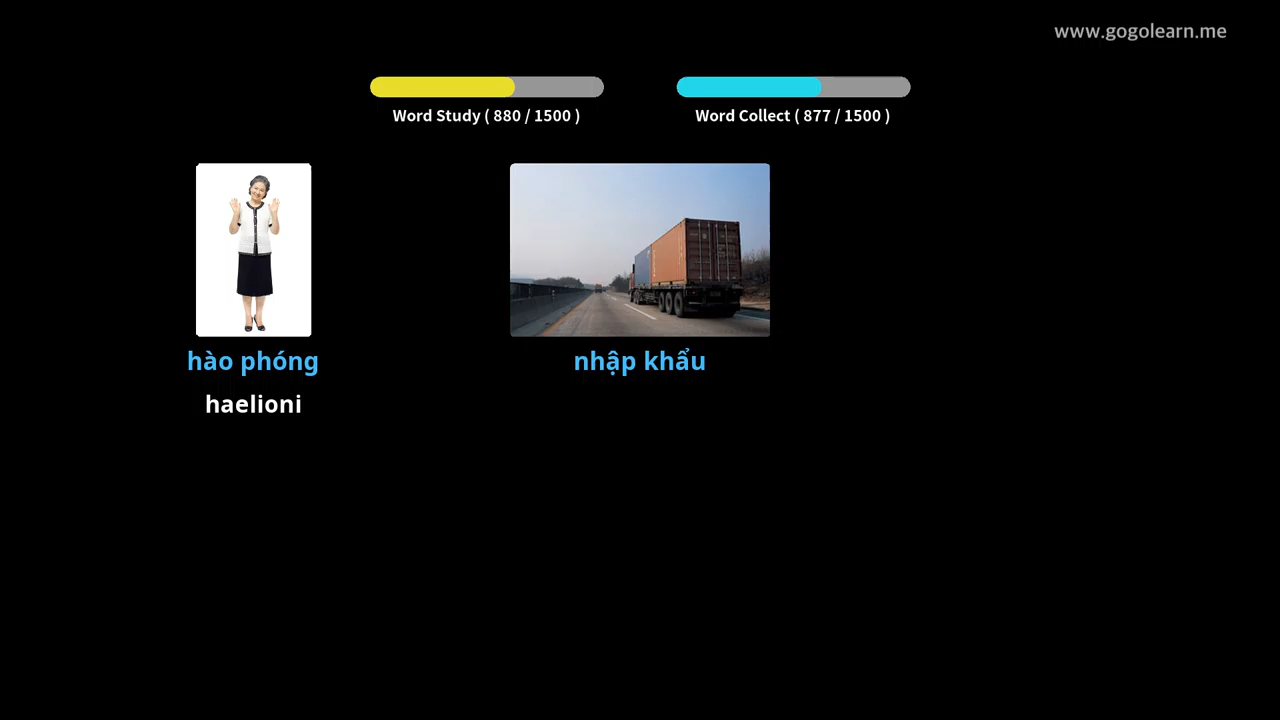 www.gogolearn.me
Word Study ( 880 / 1500 )
Word Collect ( 877 / 1500 )
hào phóng
nhập khẩu
haelioni